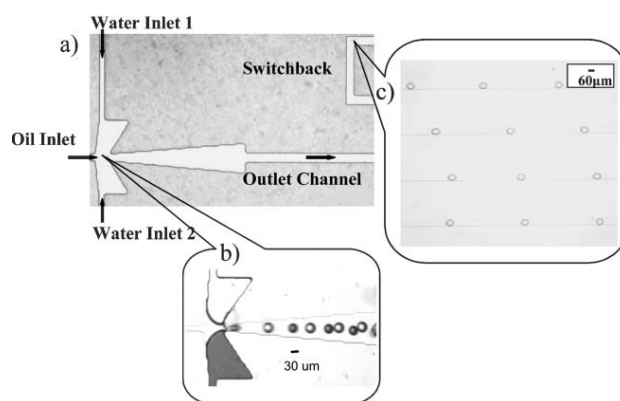 Water Inlet 1
a)
Switchback
c)
60µm
Oil Inlet
Outlet Channel
Water Inlet 2
b)
30 um